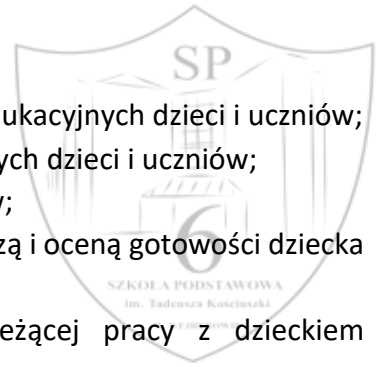 SP
ukacyjnych dzieci i uczniów;
ych dzieci i uczniów;
w;
zą i oceną gotowości dziecka
6
SZKOŁA PODSTAWOWA
im. Tadeusza Kościuszki
eżącej pracy z dzieckiem